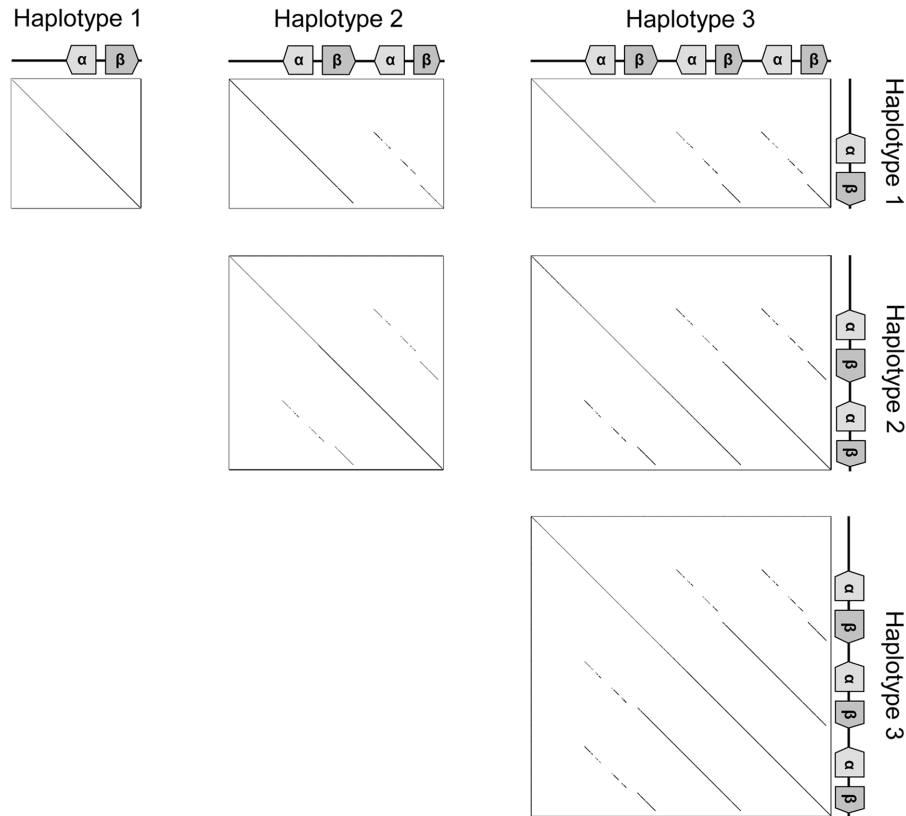 Haplotype 1
Haplotype 2
Haplotype 3
α β
α β α β
α β α β α β
Haplotype 1
α β
Haplotype 2
α β α β
Haplotype 3
α β α β α β